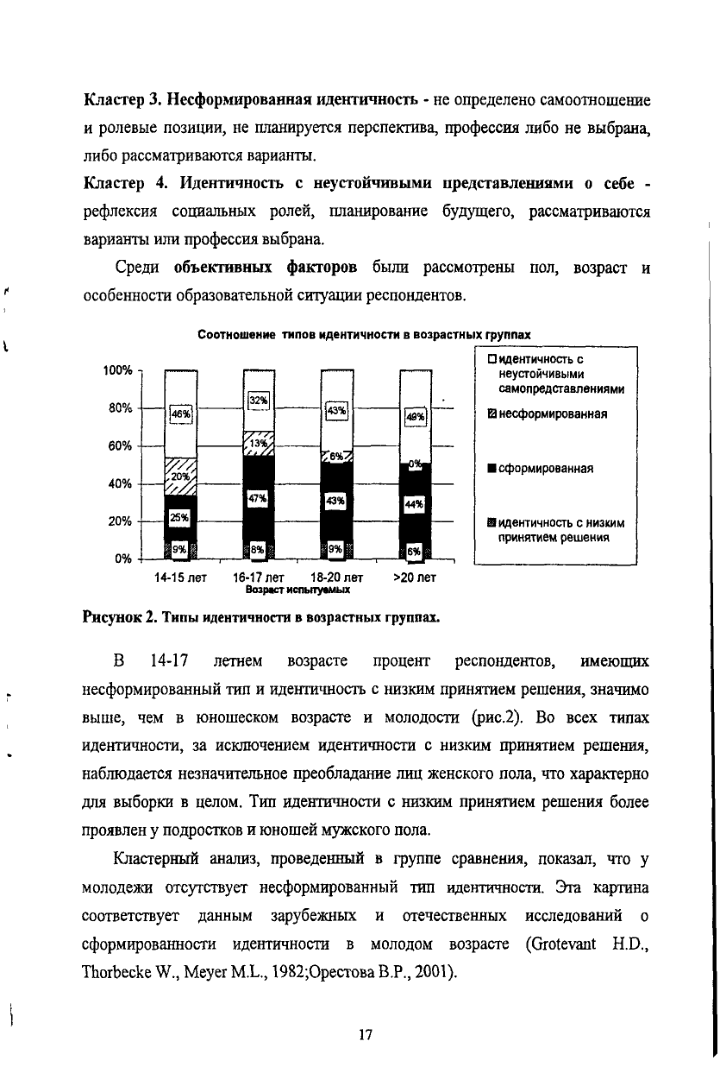 Кластер 3. Несформированная идентичность - не определено самоотношение
и ролевые позиции, не планируется перспектива, профессия либо не выбрана,
либо рассматриваются варианты.
Кластер 4. Идентичность с неустойчивыми представлениями о себе -
рефлексия социальных ролей, планирование будущего, рассматриваются
варианты или профессия выбрана.
Среди объективных факторов были рассмотрены пол, возраст и
особенности образовательной ситуации респондентов.
Соотношение типов идентичности в возрастных группах
100%
80%
60%
40%
20%
0%
46%
20%
25%
9%
32%
13%
47%
8%
43%
6%
43%
9%
49%
0%
44%
6%
14-15 лет 16-17 лет 18-20 лет >20 лет
Возраст испытуемых
идентичность с
неустойчивыми
самопредставлениями
несформированная
сформированная
идентичность с низким
принятием решения
Рисунок 2. Типы идентичности в возрастных группах.
В 14-17 летнем возрасте процент респондентов, имеющих
несформированный тип и идентичность с низким принятием решения, значимо
выше, чем в юношеском возрасте и молодости (рис.2). Во всех типах
идентичности, за исключением идентичности с низким принятием решения,
наблюдается незначительное преобладание лиц женского пола, что характерно
для выборки в целом. Тип идентичности с низким принятием решения более
проявлен у подростков и юношей мужского пола.
Кластерный анализ, проведенный в группе сравнения, показал, что у
молодежи отсутствует несформированный тип идентичности. Эта картина
соответствует данным зарубежных и отечественных исследований о
сформированности идентичности в молодом возрасте (Grotevant H.D.,
Thorbecke W., Meyer M.L., 1982;Орестова В.Р., 2001).
17